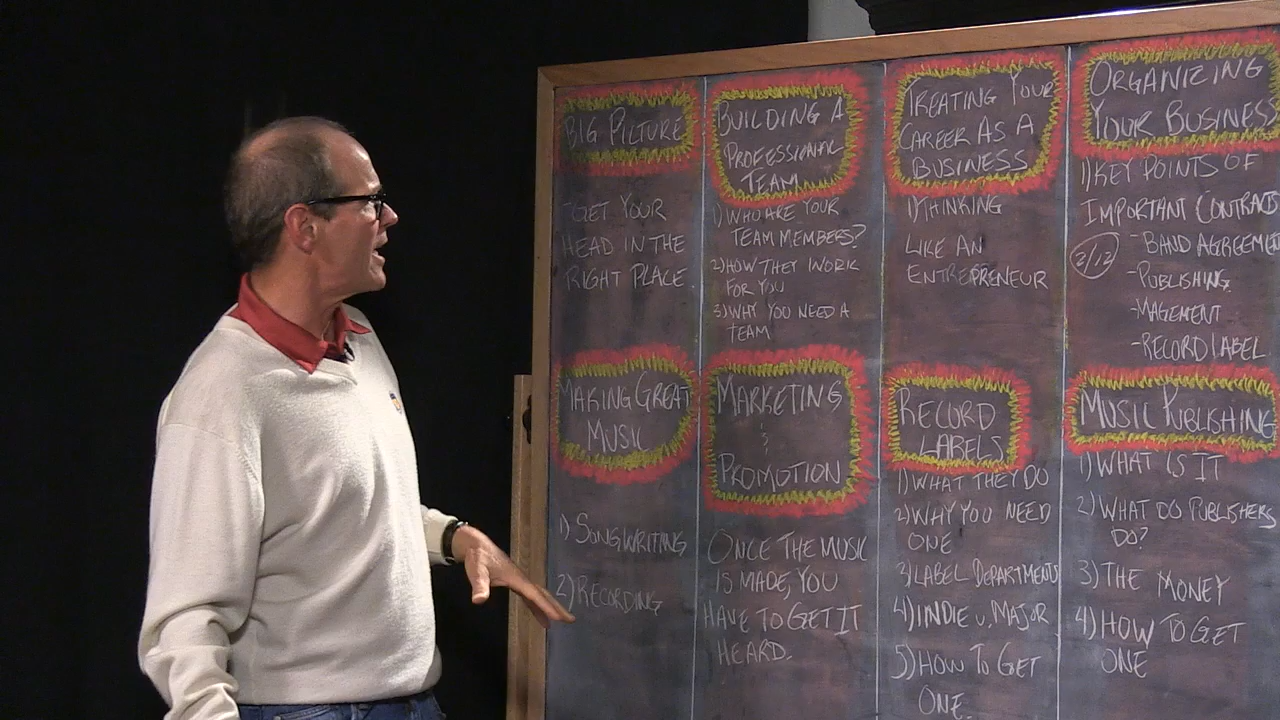 BIG PICTURE
- GET YOUR
HEAD IN THE
RIGHT PLACE
BUILDING A
PROFESSIONAL
TEAM
1) WHO ARE YOUR
TEAM MEMBERS?
2) HOW THEY WORK
FOR YOU
3) WHY YOU NEED A
TEAM
TREATING YOUR
CAREER AS A
BUSINESS
1) THINKING
LIKE AN
ENTREPRENEUR
ORGANIZING
YOUR BUSINESS
1) KEY POINTS OF
IMPORTANT CONTRACTS
2/12
- BAND AGREEME
- PUBLISHING
- MAGEMENT
- RECORD LABEL
MAKING GREAT
MUSIC
1) SONGWRITING
2) RECORDING
MARKETING
&
PROMOTION
ONCE THE MUSIC
IS MADE, YOU
HAVE TO GET IT
HEARD.
RECORD
LABELS
1) WHAT THEY DO
2) WHY YOU NEED
ONE
3) LABEL DEPARTMENTS
4) INDIE v. MAJOR
5) HOW TO GET
ONE.
MUSIC PUBLISHING
1) WHAT IS IT
2) WHAT DO PUBLISHERS
DO?
3) THE MONEY
4) HOW TO GET
ONE